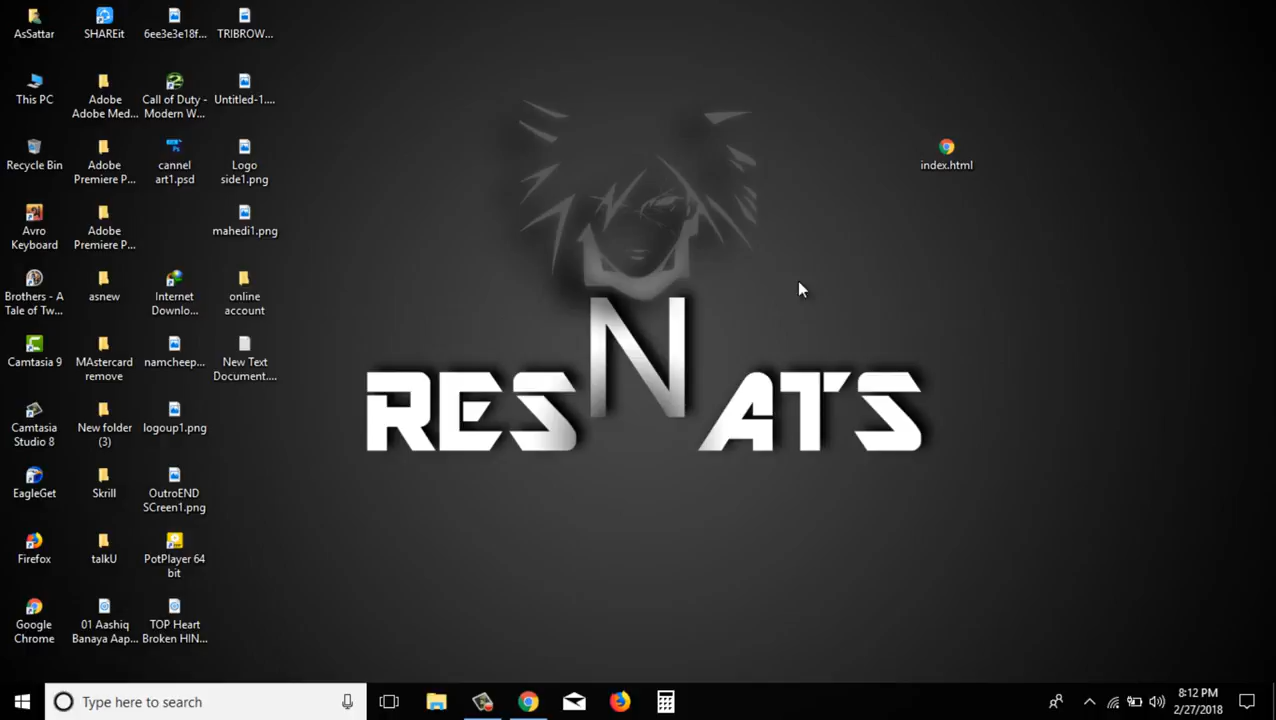 AsSattar
SHAREit
6ee3e3e18f...
TRIBROW...
This PC
Adobe
Adobe Med...
Call of Duty -
Modern W...
Untitled-1....
Recycle Bin
Adobe
Premiere P...
cannel
art1.psd
Logo
side1.png
index.html
Avro
Keyboard
Adobe
Premiere P...
mahedi1.png
Brothers - A
Tale of Tw...
asnew
Internet
Downlo...
online
account
Camtasia 9
MAstercard
remove
namcheep...
New Text
Document....
N
RES ATS
Camtasia
Studio 8
New folder
(3)
logoup1.png
EagleGet
Skrill
OutroEND
SCreen1.png
Firefox
talkU
PotPlayer 64
bit
Google
Chrome
01 Aashiq
Banaya Aap...
TOP Heart
Broken HIN...
Type here to search
8:12 PM
2/27/2018